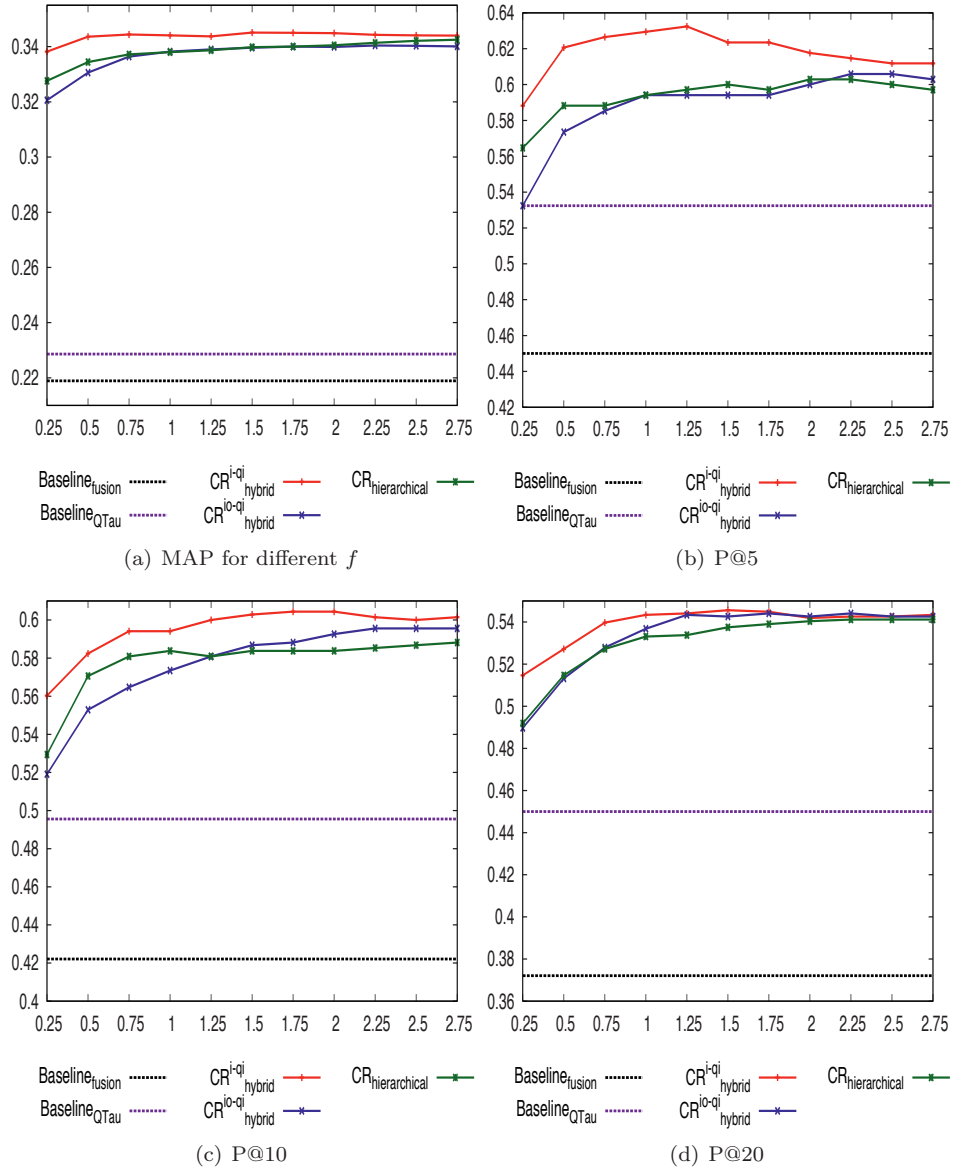 0.34
0.32
0.3
0.28
0.26
0.24
0.22
0.25 0.5 0.75 1 1.25 1.5 1.75 2 2.25 2.5 2.75
Baseline_fusion CR^i-qi_hybrid CR_hierarchical
Baseline_QTau CR^io-qi_hybrid
(a) MAP for different f
0.64
0.62
0.6
0.58
0.56
0.54
0.52
0.5
0.48
0.46
0.44
0.42
0.25 0.5 0.75 1 1.25 1.5 1.75 2 2.25 2.5 2.75
Baseline_fusion CR^i-qi_hybrid CR_hierarchical
Baseline_QTau CR^io-qi_hybrid
(b) P@5
0.6
0.58
0.56
0.54
0.52
0.5
0.48
0.46
0.44
0.42
0.4
0.25 0.5 0.75 1 1.25 1.5 1.75 2 2.25 2.5 2.75
Baseline_fusion CR^i-qi_hybrid CR_hierarchical
Baseline_QTau CR^io-qi_hybrid
(c) P@10
0.54
0.52
0.5
0.48
0.46
0.44
0.42
0.4
0.38
0.36
0.25 0.5 0.75 1 1.25 1.5 1.75 2 2.25 2.5 2.75
Baseline_fusion CR^i-qi_hybrid CR_hierarchical
Baseline_QTau CR^io-qi_hybrid
(d) P@20